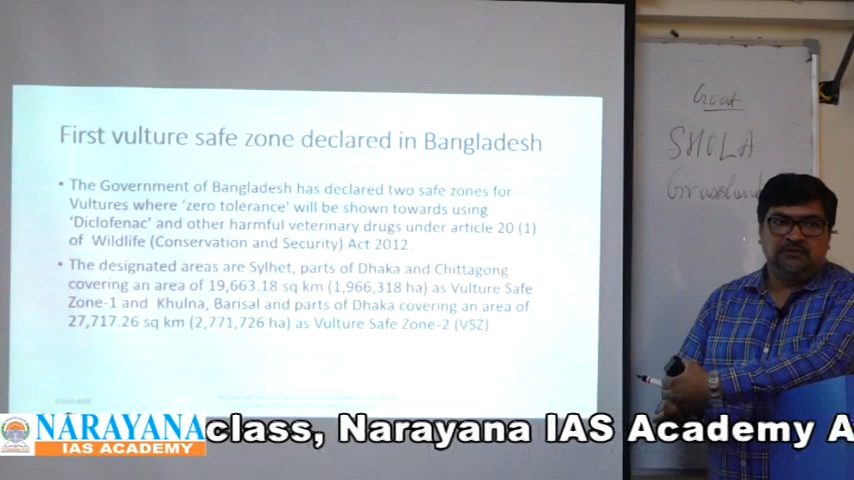 First vulture safe zone declared in Bangladesh
• The Government of Bangladesh has declared two safe zones for
Vultures where 'zero tolerance' will be shown towards using
'Diclofenac' and other harmful veterinary drugs under article 20 (1)
of Wildlife (Conservation and Security) Act 2012.
• The designated areas are Sylhet, parts of Dhaka and Chittagong
covering an area of 19,663.18 sq km (1,966,318 ha) as Vulture Safe
Zone-1 and Khulna, Barisal and parts of Dhaka covering an area of
27,717.26 sq km (2,771,726 ha) as Vulture Safe Zone-2 (VSZ)
Goat
SHOLA
Grassland
NARAYANA
IAS ACADEMY
class, Narayana IAS Academy A